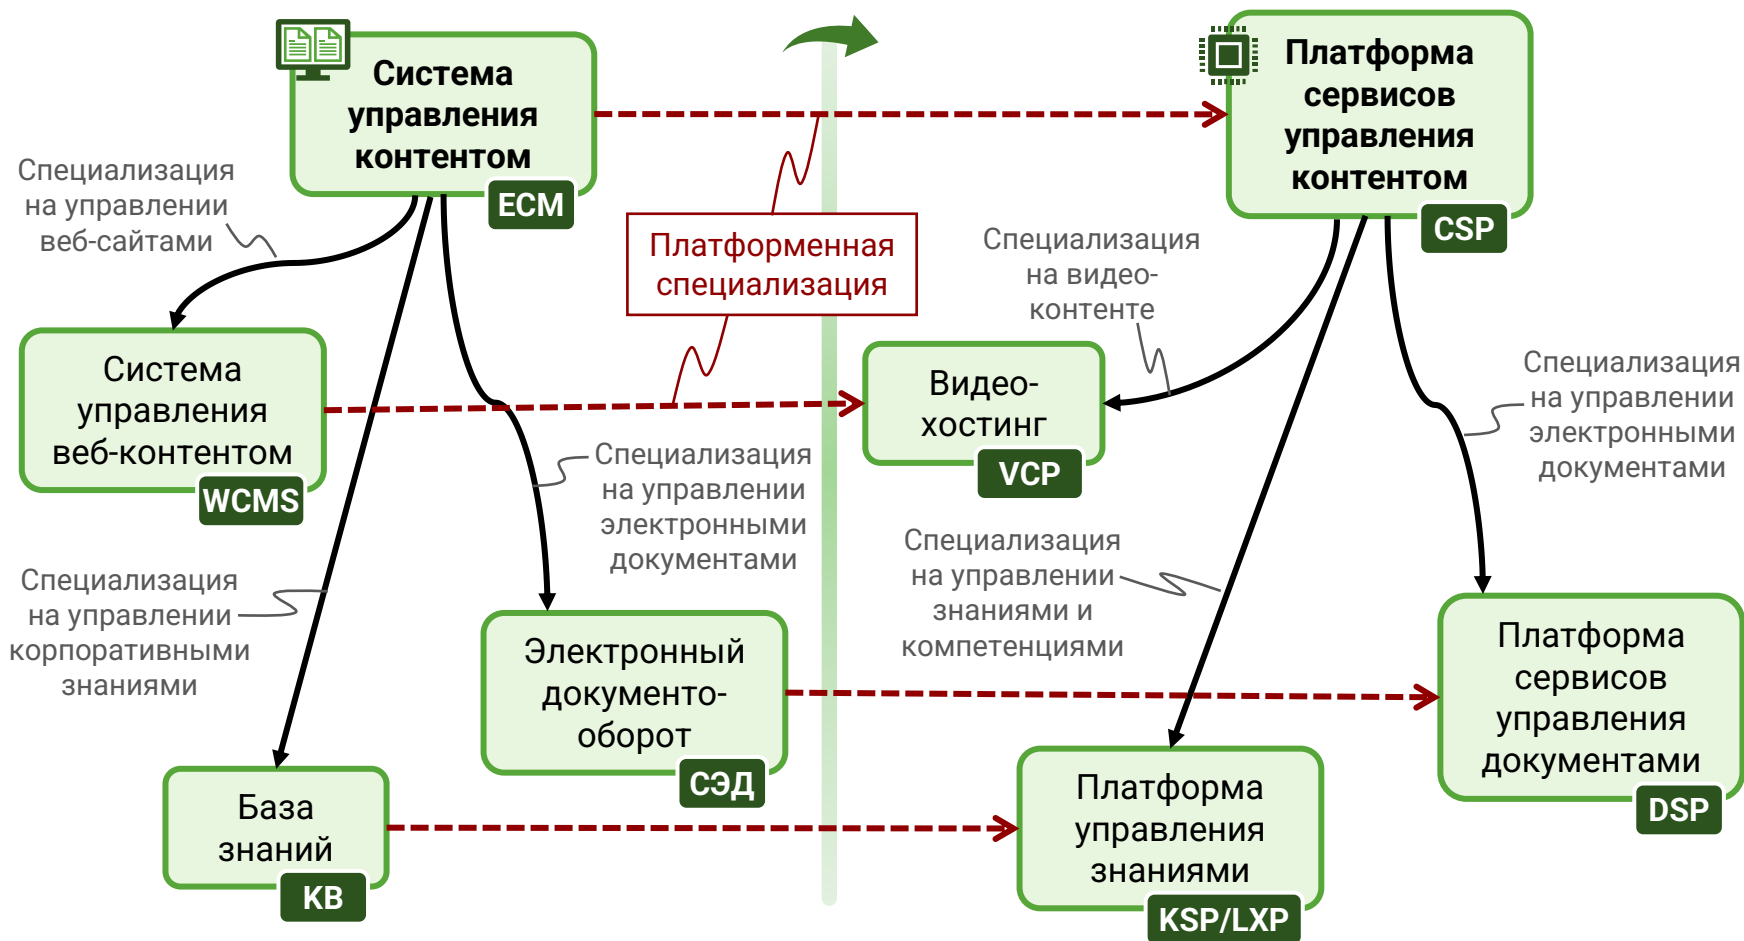 Система
управления
контентом
ECM
Платформа
сервисов
управления
контентом
CSP
Специализация
на управлении
веб-сайтами
Платформенная
специализация
Специализация
на видео-
контенте
Система
управления
веб-контентом
WCMS
Видео-
хостинг
VCP
Специализация
на управлении
электронными
документами
Специализация
на управлении
электронными
документами
Специализация
на управлении
корпоративными
знаниями
Специализация
на управлении
знаниями и
компетенциями
Электронный
документо-
оборот
СЭД
Платформа
сервисов
управления
документами
DSP
База
знаний
KB
Платформа
управления
знаниями
KSP/LXP